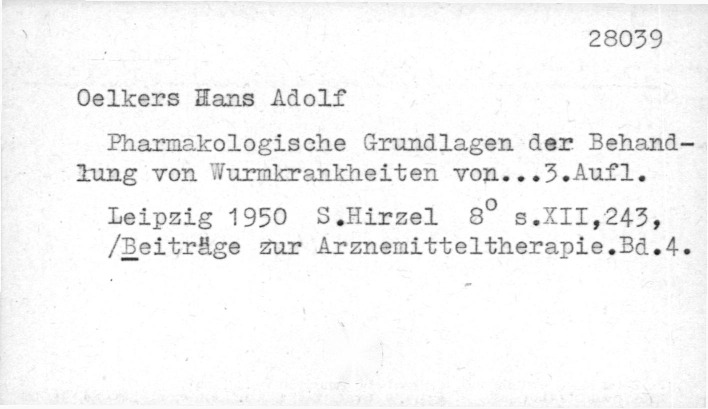 28039
Oelkers Hans Adolf
Pharmakologische Grundlagen der Behand-
lung von Wurmkrankheiten von...3.Aufl.
Leipzig 1950 S.Hirzel 8° s.XII,243,
/Beiträge zur Arznemitteltherapie.Bd.4.